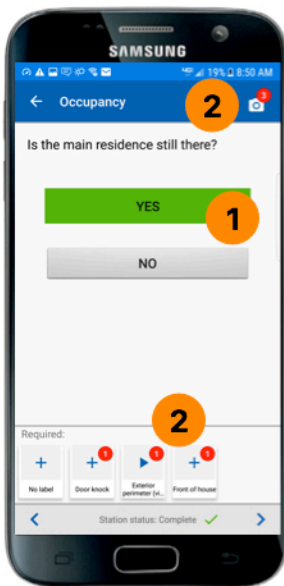 SAMSUNG
19% 8:50 AM
Occupancy
2
3
Is the main residence still there?
YES
1
NO
2
Required:
1
1
1
No label
Door knock
Exterior
perimeter (vi...
Front of house
Station status: Complete